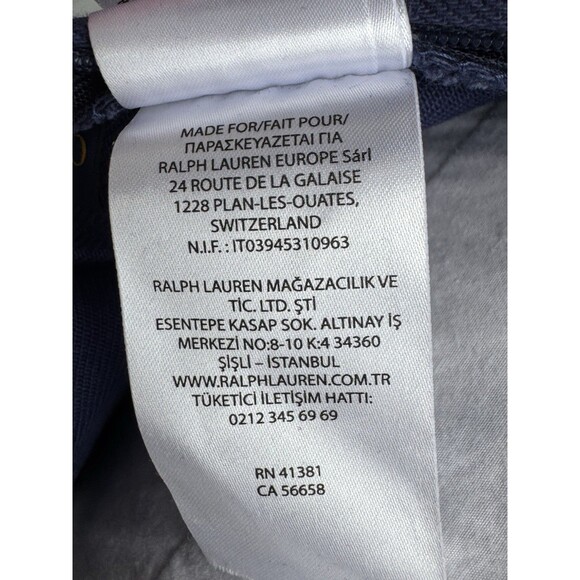 MADE FOR/FAIT POUR/
ΠΑΡΑΣΚΕΥΑΖΕΤΑΙ ΓΙΑ
RALPH LAUREN EUROPE Sárl
24 ROUTE DE LA GALAISE
1228 PLAN-LES-OUATES,
SWITZERLAND
N.I.F. : IT03945310963
RALPH LAUREN MAĞAZACILIK VE
TİC. LTD. ŞTİ
ESENTEPE KASAP SOK. ALTINAY İŞ
MERKEZİ NO:8-10 K:4 34360
ŞİŞLİ – İSTANBUL
WWW.RALPHLAUREN.COM.TR
TÜKETİCİ İLETİŞİM HATTI:
0212 345 69 69
RN 41381
CA 56658